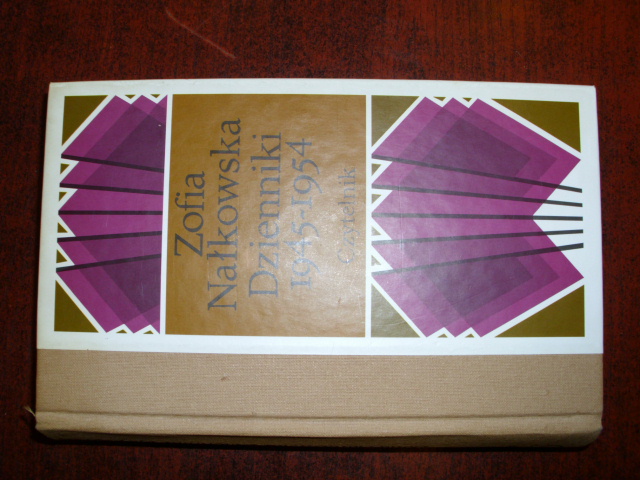 Zofia
Nałkowska
Dzienniki
1945-1954
Czytelnik